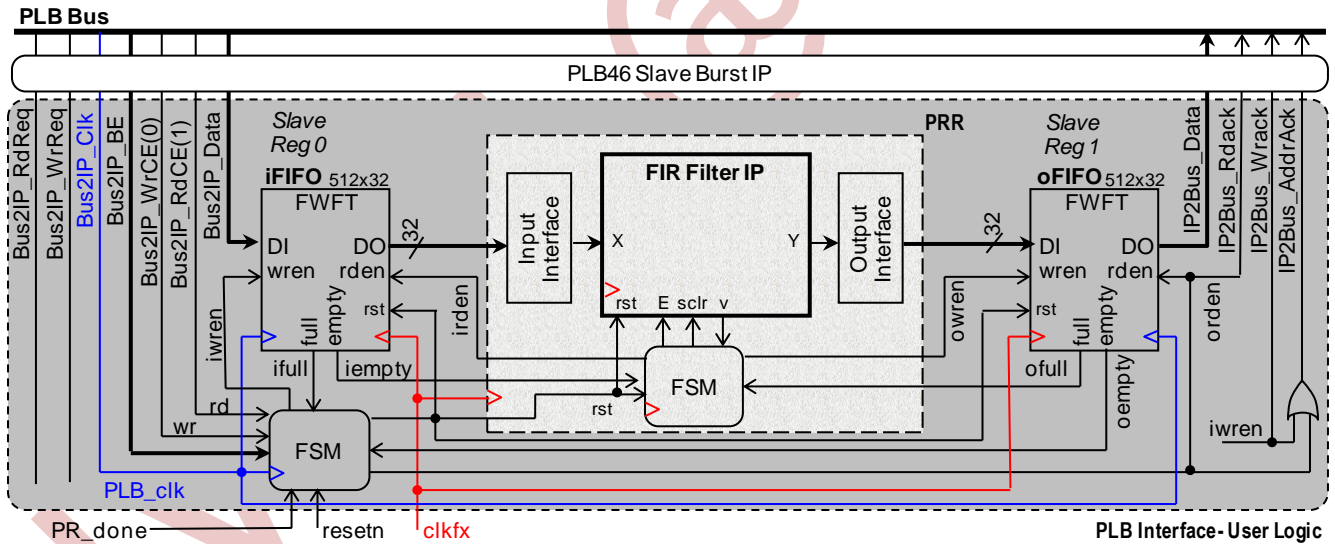 PLB Bus
PLB46 Slave Burst IP
Bus2IP_RdReq
Bus2IP_WrReq
Bus2IP_Clk
Bus2IP_BE
Bus2IP_WrCE(0)
Bus2IP_RdCE(1)
Bus2IP_Data
Slave
Reg 0
iFIFO 512x32
FWFT
DI
DO
wren
rden
rst
full
empty
32
iwren
irden
ifull
iempty
rd
wr
FSM
PLB_clk
PR_done
resetn
clkfx
PRR
Input
Interface
FIR Filter IP
X
Y
rst
E
sclr
v
Output
Interface
FSM
rst
32
owren
ofull
oempty
Slave
Reg 1
oFIFO 512x32
FWFT
DI
DO
wren
rden
rst
full
empty
orden
IP2Bus_Data
IP2Bus_Rdack
IP2Bus_Wrack
IP2Bus_AddrAck
iwren
PLB Interface- User Logic